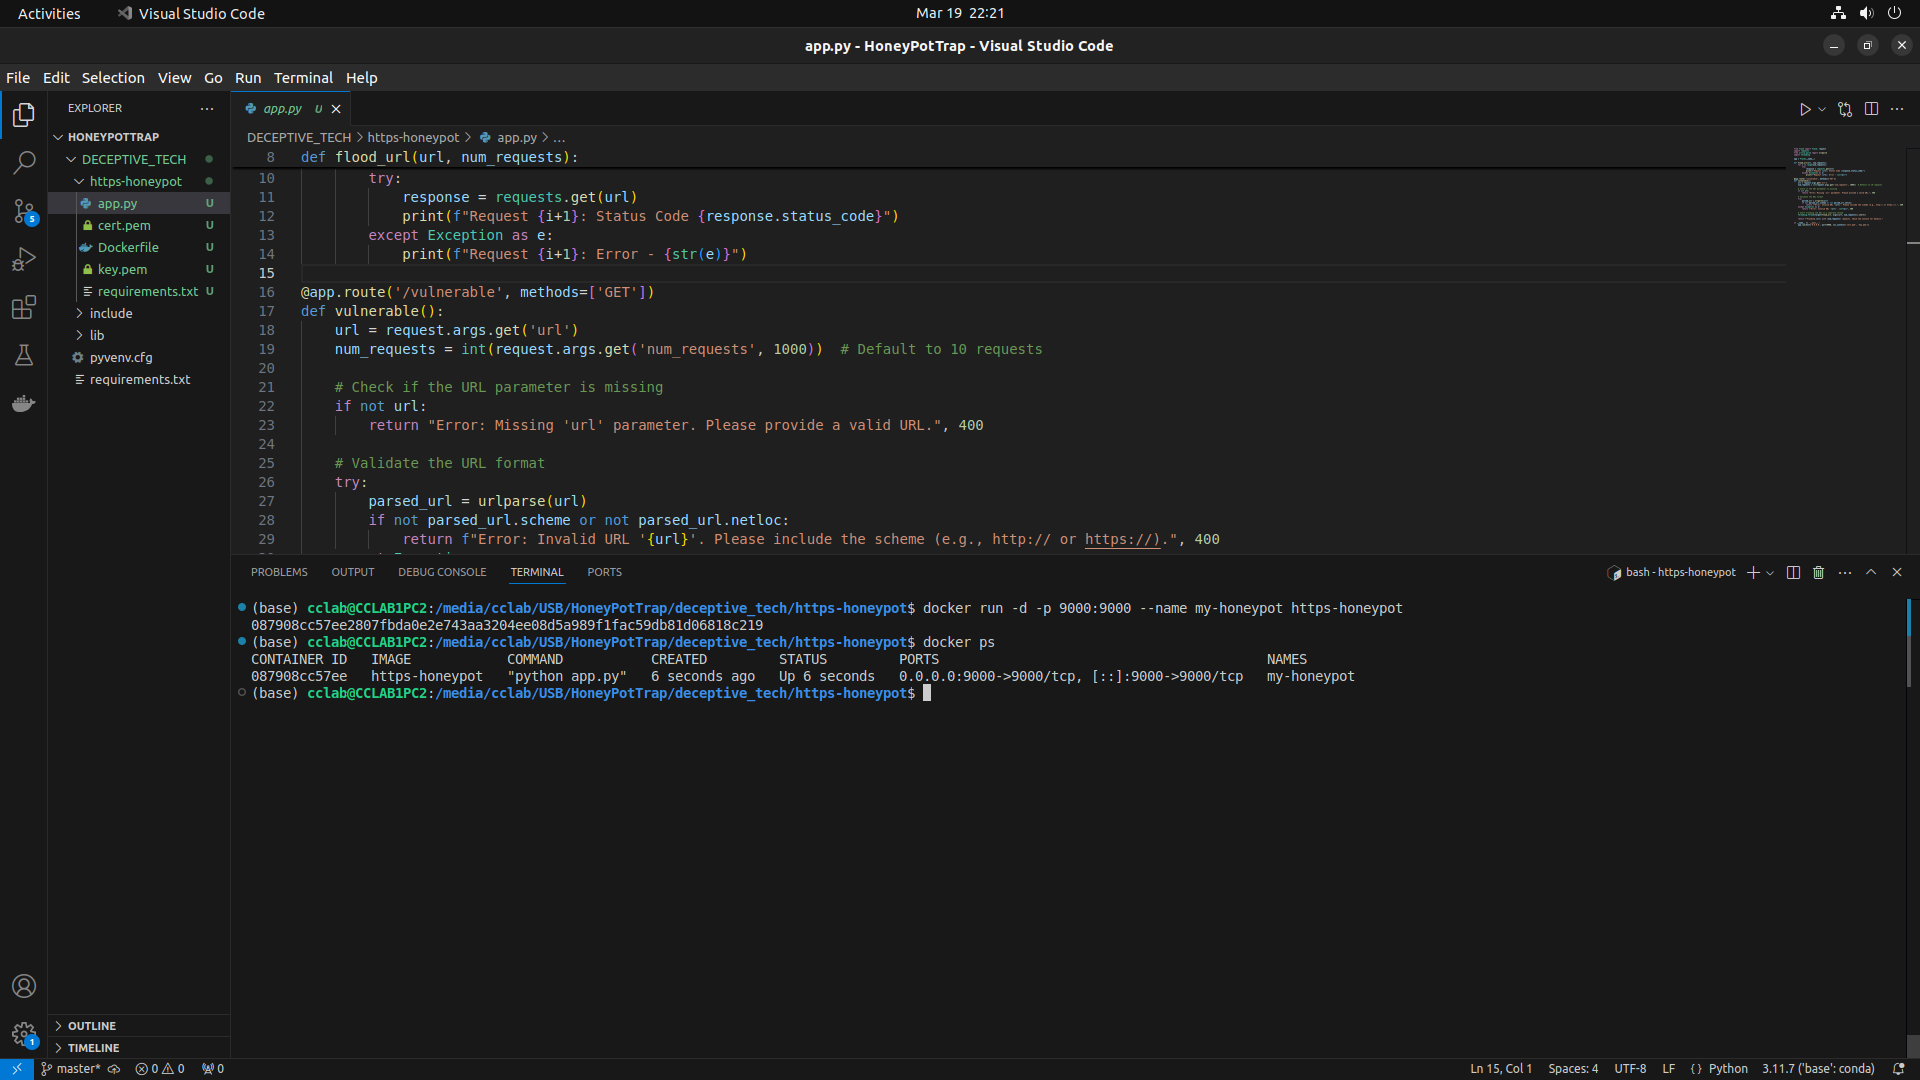 Activities Visual Studio Code Mar 19 22:21
app.py - HoneyPotTrap - Visual Studio Code
File Edit Selection View Go Run Terminal Help
EXPLORER
HONEYPOTTRAP
DECEPTIVE_TECH
https-honeypot
app.py U
cert.pem U
Dockerfile U
key.pem U
requirements.txt U
include
lib
pyvenv.cfg
requirements.txt
OUTLINE
TIMELINE
5
1
app.py U
DECEPTIVE_TECH > https-honeypot > app.py > ...
8 def flood_url(url, num_requests):
10 try:
11 response = requests.get(url)
12 print(f"Request {i+1}: Status Code {response.status_code}")
13 except Exception as e:
14 print(f"Request {i+1}: Error - {str(e)}")
15
16 @app.route('/vulnerable', methods=['GET'])
17 def vulnerable():
18 url = request.args.get('url')
19 num_requests = int(request.args.get('num_requests', 1000)) # Default to 10 requests
20
21 # Check if the URL parameter is missing
22 if not url:
23 return "Error: Missing 'url' parameter. Please provide a valid URL.", 400
24
25 # Validate the URL format
26 try:
27 parsed_url = urlparse(url)
28 if not parsed_url.scheme or not parsed_url.netloc:
29 return f"Error: Invalid URL '{url}'. Please include the scheme (e.g., http:// or https://).", 400
PROBLEMS OUTPUT DEBUG CONSOLE TERMINAL PORTS
bash - https-honeypot
(base) cclab@CCLAB1PC2:/media/cclab/USB/HoneyPotTrap/deceptive_tech/https-honeypot$ docker run -d -p 9000:9000 --name my-honeypot https-honeypot
087908cc57ee2807fbda0e2e743aa3204ee08d5a989f1fac59db81d06818c219
(base) cclab@CCLAB1PC2:/media/cclab/USB/HoneyPotTrap/deceptive_tech/https-honeypot$ docker ps
CONTAINER ID IMAGE COMMAND CREATED STATUS PORTS NAMES
087908cc57ee https-honeypot "python app.py" 6 seconds ago Up 6 seconds 0.0.0.0:9000->9000/tcp, [::]:9000->9000/tcp my-honeypot
(base) cclab@CCLAB1PC2:/media/cclab/USB/HoneyPotTrap/deceptive_tech/https-honeypot$
master* 0 0 0 Ln 15, Col 1 Spaces: 4 UTF-8 LF {} Python 3.11.7 ('base': conda)